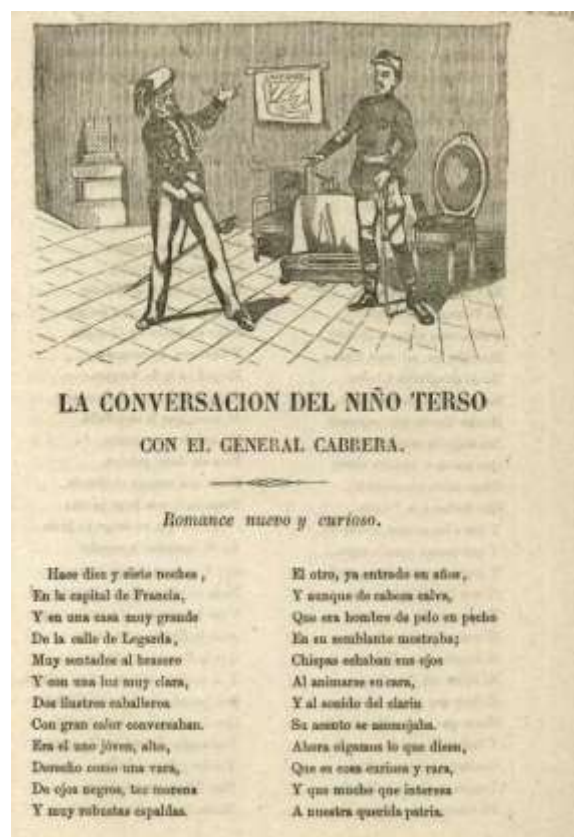 LA CONVERSACION DEL NIÑO TERSO
CON EL GENERAL CABRERA.
Romance nuevo y curioso.
Hace diez y siete noches,
En la capital de Francia,
Y en una casa muy grande
De la calle de Legarda,
Muy sentados al brasero
Y con una luz muy clara,
Dos ilustres caballeros
Con gran calor conversaban.
Era el uno jóven, alto,
Derecho como una vara,
De ojos negros, tez morena
Y muy robustas espaldas.
El otro, ya entrado en años,
Y aunque de cabeza calva,
Que era hombre de pelo en pecho
En su semblante mostraba;
Chispas echaban sus ojos
Al animarse su cara,
Y al sonido del clarin
Su acento se asemejaba.
Ahora oigamos lo que dicen,
Que es cosa curiosa y rara,
Y que mucho que interesa
A nuestra querida patria.